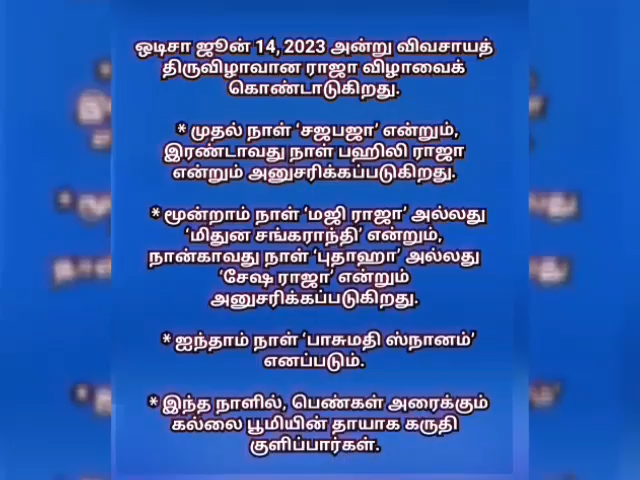 ஒடிசா ஜூன் 14, 2023 அன்று விவசாயத்
திருவிழாவான ராஜா விழாவைக்
கொண்டாடுகிறது.
* முதல் நாள் ‘சஜபஜா’ என்றும்,
இரண்டாவது நாள் பஹிலி ராஜா
என்றும் அனுசரிக்கப்படுகிறது.
* மூன்றாம் நாள் ‘மஜி ராஜா’ அல்லது
‘மிதுன சங்கராந்தி’ என்றும்,
நான்காவது நாள் ‘புதாஹா’ அல்லது
‘சேஷ ராஜா’ என்றும்
அனுசரிக்கப்படுகிறது.
* ஐந்தாம் நாள் ‘பாசுமதி ஸ்நானம்’
எனப்படும்.
* இந்த நாளில், பெண்கள் அரைக்கும்
கல்லை பூமியின் தாயாக கருதி
குளிப்பார்கள்.